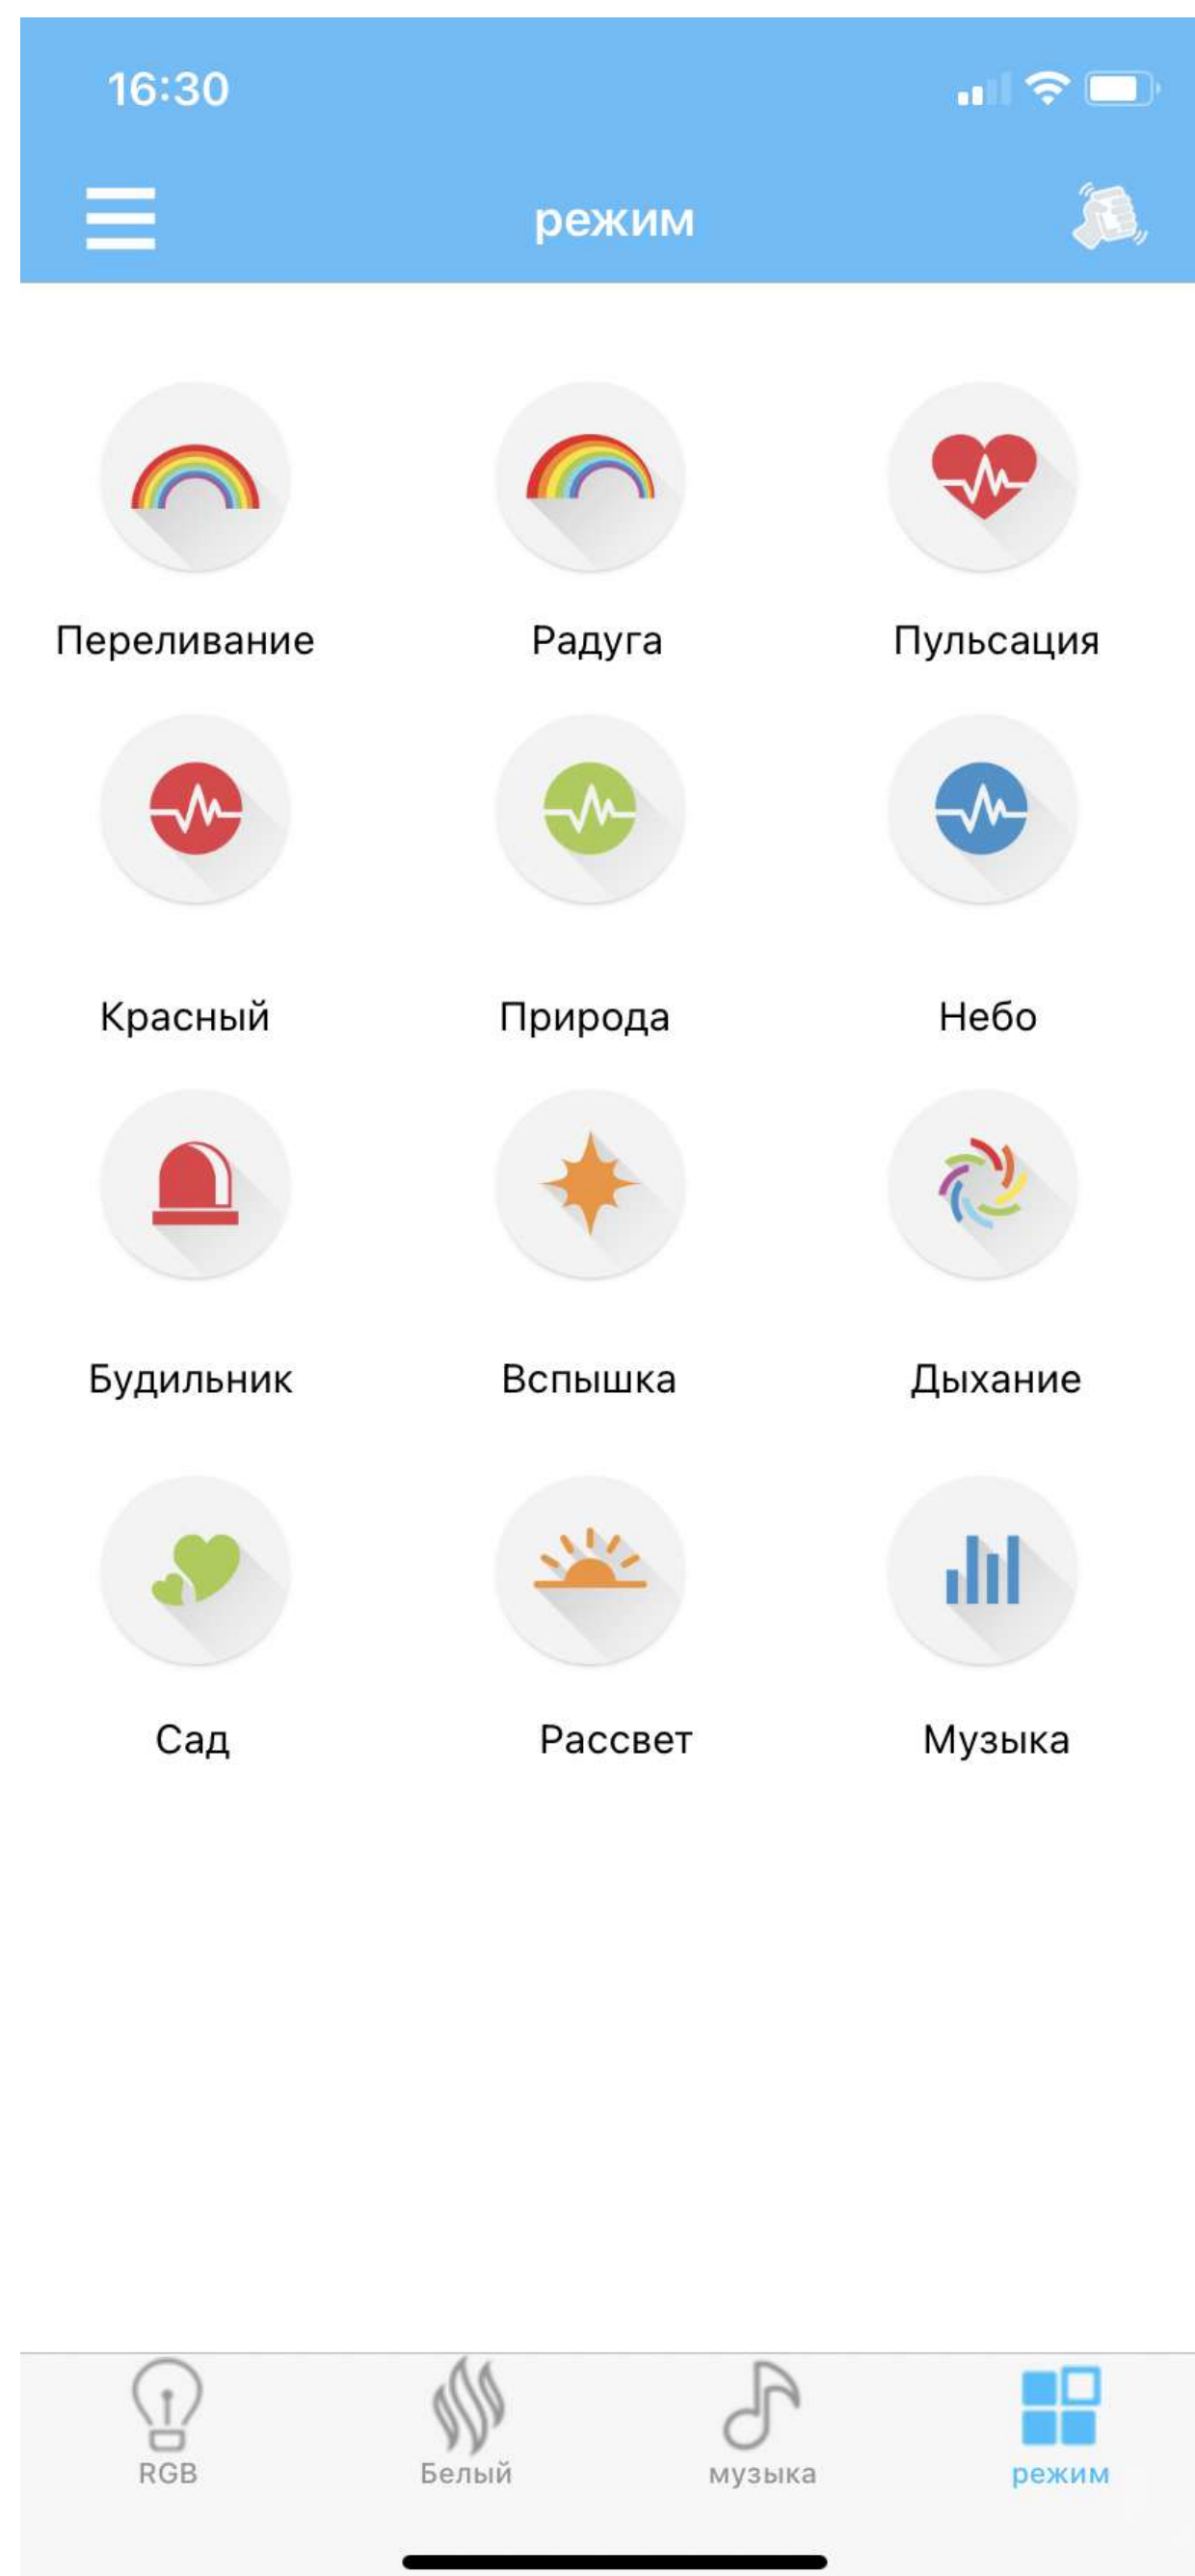 16:30
режим
Переливание Радуга Пульсация
Красный Природа Небо
Будильник Вспышка Дыхание
Сад Рассвет Музыка
RGB Белый музыка режим